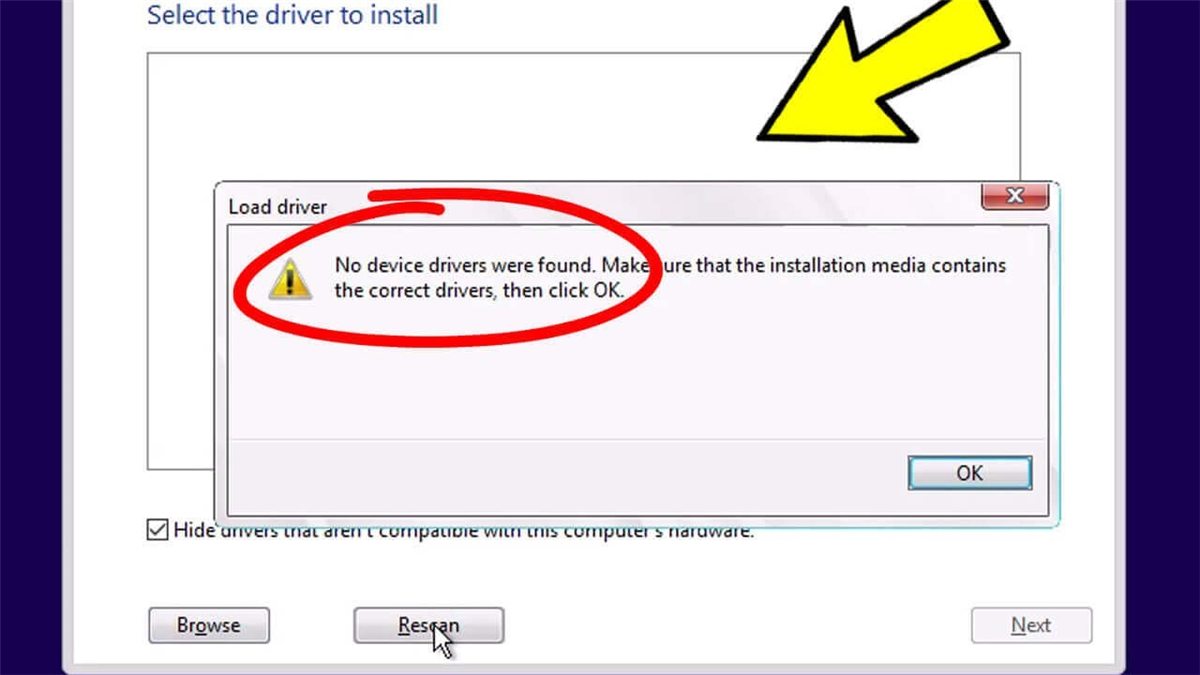 Select the driver to install
Load driver
No device drivers were found. Make sure that the installation media contains
the correct drivers, then click OK.
OK
Hide drivers that aren't compatible with this computer's hardware.
Browse
Rescan
Next